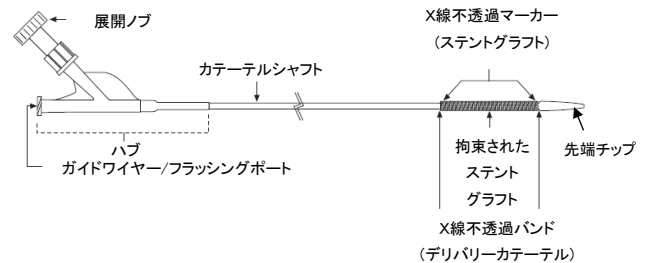 展開ノブ
X線不透過マーカー
(ステントグラフト)
カテーテルシャフト
ハブ
ガイドワイヤー/フラッシングポート
拘束された
ステント
グラフト
先端チップ
X線不透過バンド
(デリバリーカテーテル)